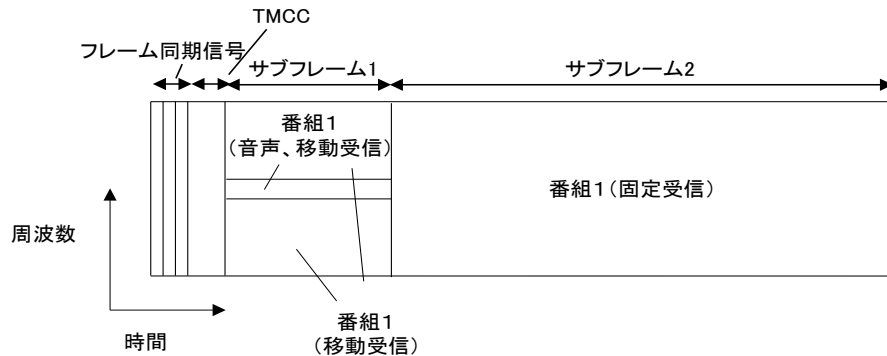 TMCC
フレーム同期信号
サブフレーム1
サブフレーム2
番組1
(音声、移動受信)
番組1(固定受信)
周波数
時間
番組1
(移動受信)